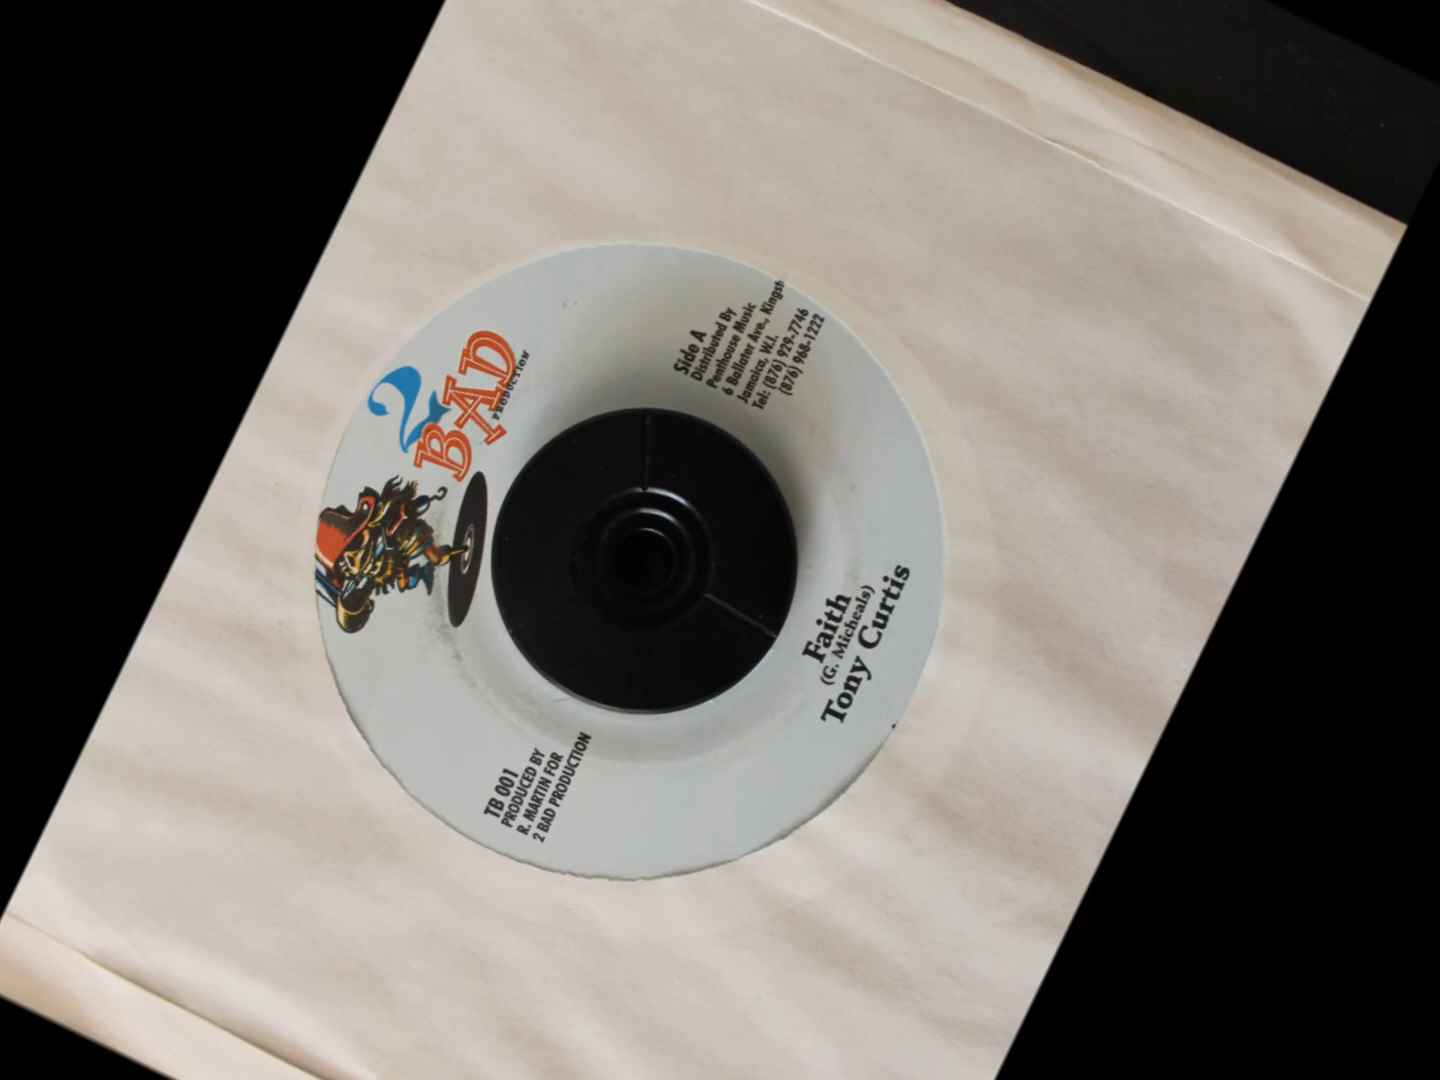 2
BAD
PRODUCTION
TB 001
PRODUCED BY
R. MARTIN FOR
2 BAD PRODUCTION
Side A
Distributed By
Penthouse Music
6 Ballater Ave., Kingst
Jamaica, W.I.
Tel: (876) 929-7746
(876) 968-1222
Faith
(G. Micheals)
Tony Curtis